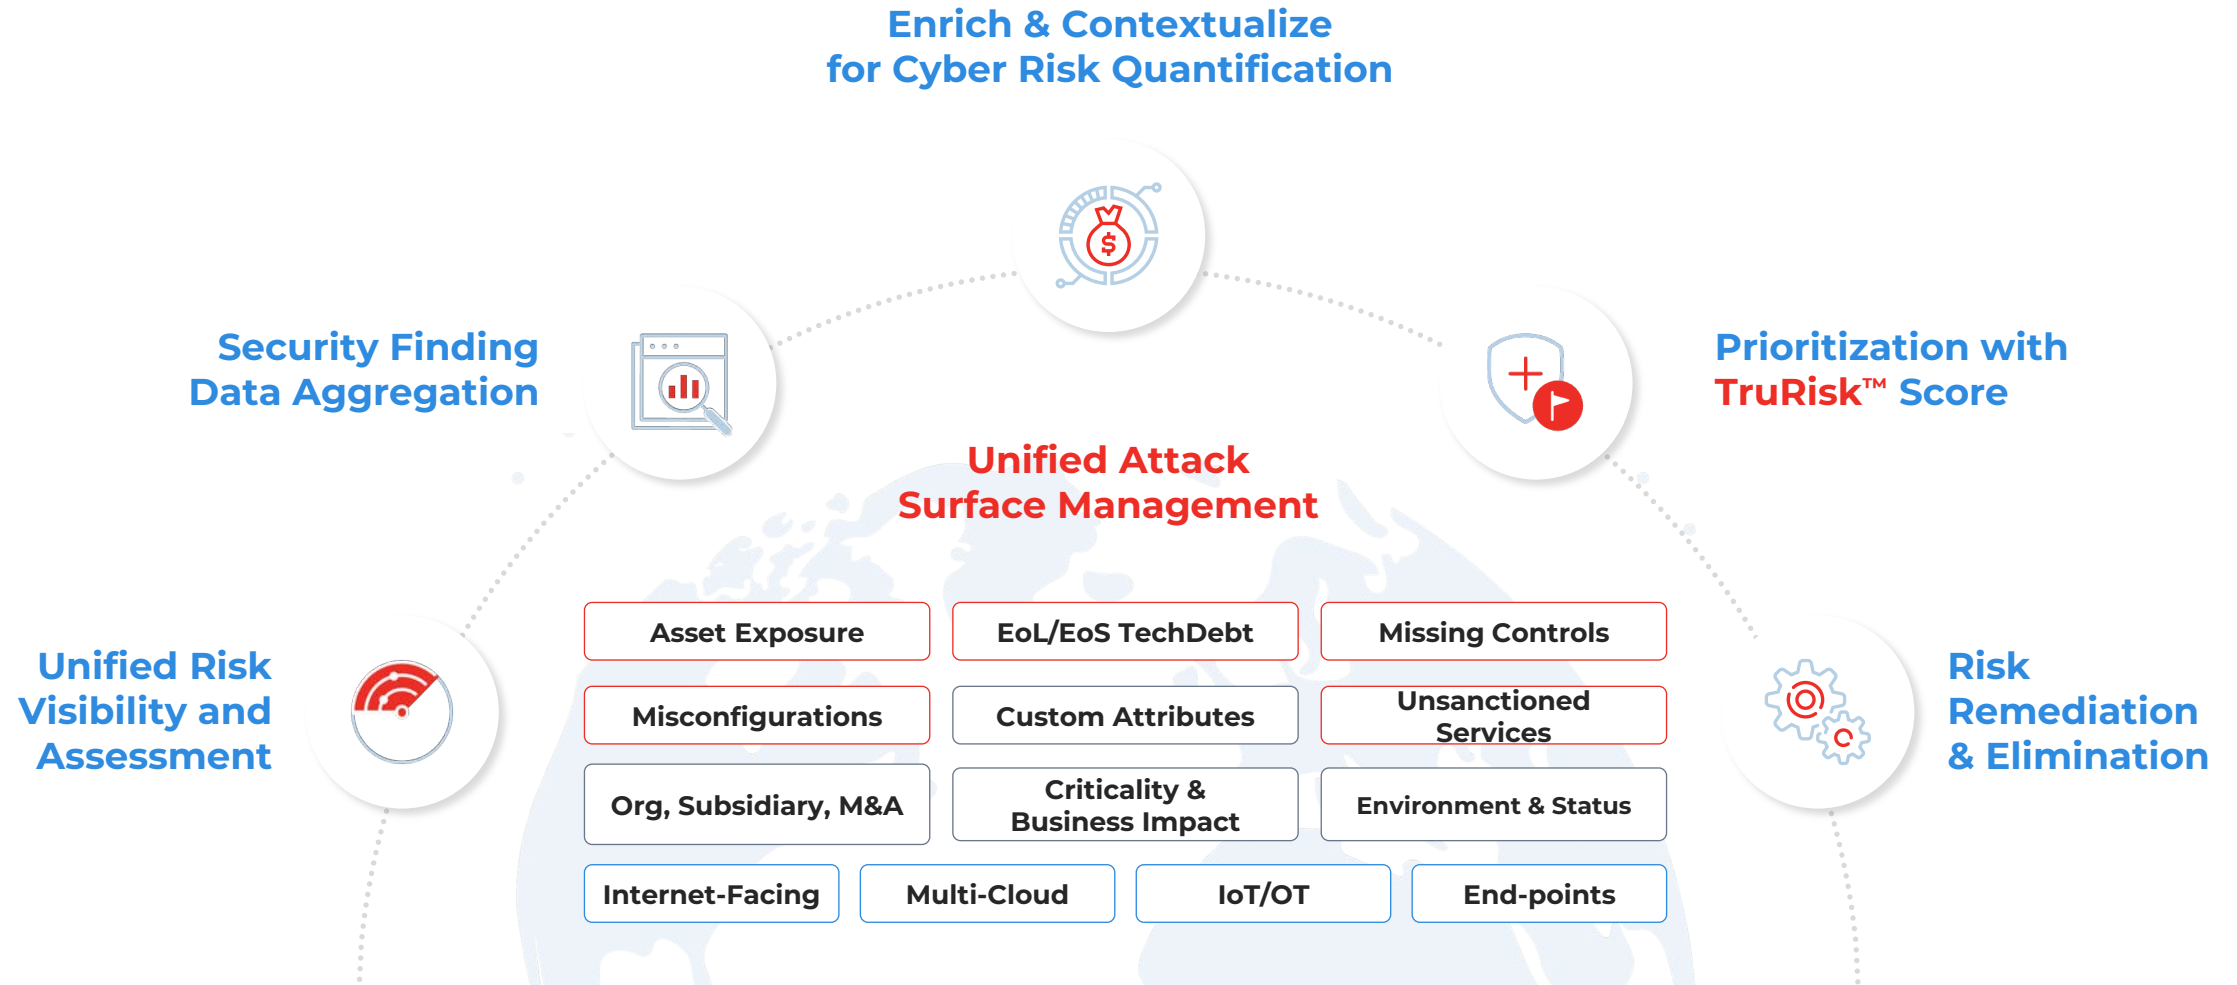 Enrich & Contextualize
for Cyber Risk Quantification
$
Security Finding
Data Aggregation
Prioritization with
TruRisk™ Score
Unified Attack
Surface Management
Unified Risk
Visibility and
Assessment
Risk
Remediation
& Elimination
Asset Exposure
EoL/EoS TechDebt
Missing Controls
Misconfigurations
Custom Attributes
Unsanctioned
Services
Org, Subsidiary, M&A
Criticality &
Business Impact
Environment & Status
Internet-Facing
Multi-Cloud
IoT/OT
End-points